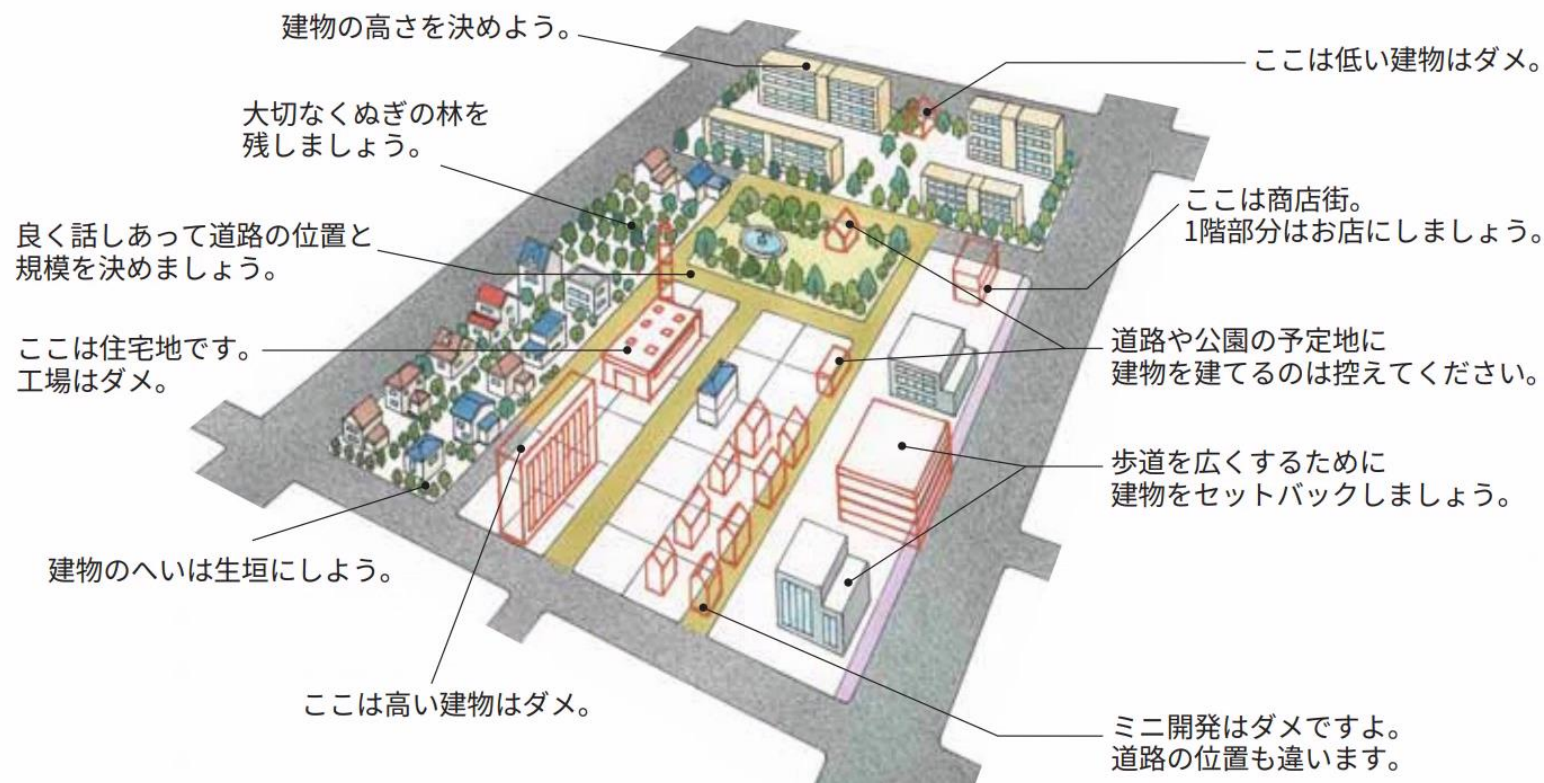 建物の高さを決めよう。
ここは低い建物はダメ。
大切なくぬぎの林を
残しましょう。
ここは商店街。
1階部分はお店にしましょう。
良く話しあって道路の位置と
規模を決めましょう。
道路や公園の予定地に
建物を建てるのは控えてください。
ここは住宅地です。
工場はダメ。
歩道を広くするために
建物をセットバックしましょう。
建物のへいは生垣にしよう。
ここは高い建物はダメ。
ミニ開発はダメですよ。
道路の位置も違います。